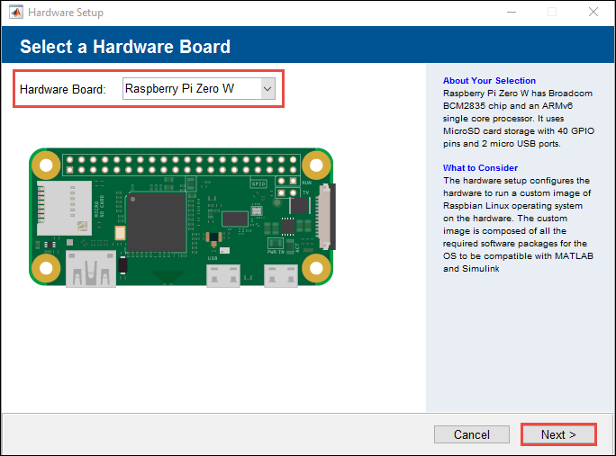 Hardware Setup
Select a Hardware Board
Hardware Board: Raspberry Pi Zero W
About Your Selection
Raspberry Pi Zero W has Broadcom
BCM2835 chip and an ARMv6
single core processor. It uses
MicroSD card storage with 40 GPIO
pins and 2 micro USB ports.
What to Consider
The hardware setup configures the
hardware to run a custom image of
Raspbian Linux operating system
on the hardware. The custom
image is composed of all the
required software packages for the
OS to be compatible with MATLAB
and Simulink
GPIO
RUN
TV
MICRO
SD CARD
USB
PWR IN
Cancel
Next >